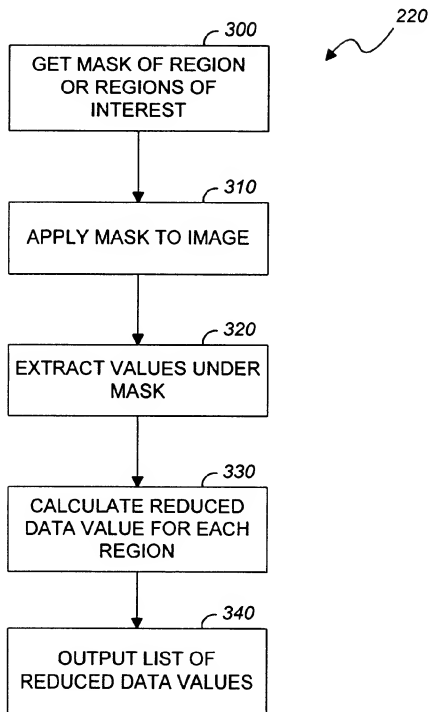 220
300
GET MASK OF REGION
OR REGIONS OF
INTEREST
310
APPLY MASK TO IMAGE
320
EXTRACT VALUES UNDER
MASK
330
CALCULATE REDUCED
DATA VALUE FOR EACH
REGION
340
OUTPUT LIST OF
REDUCED DATA VALUES